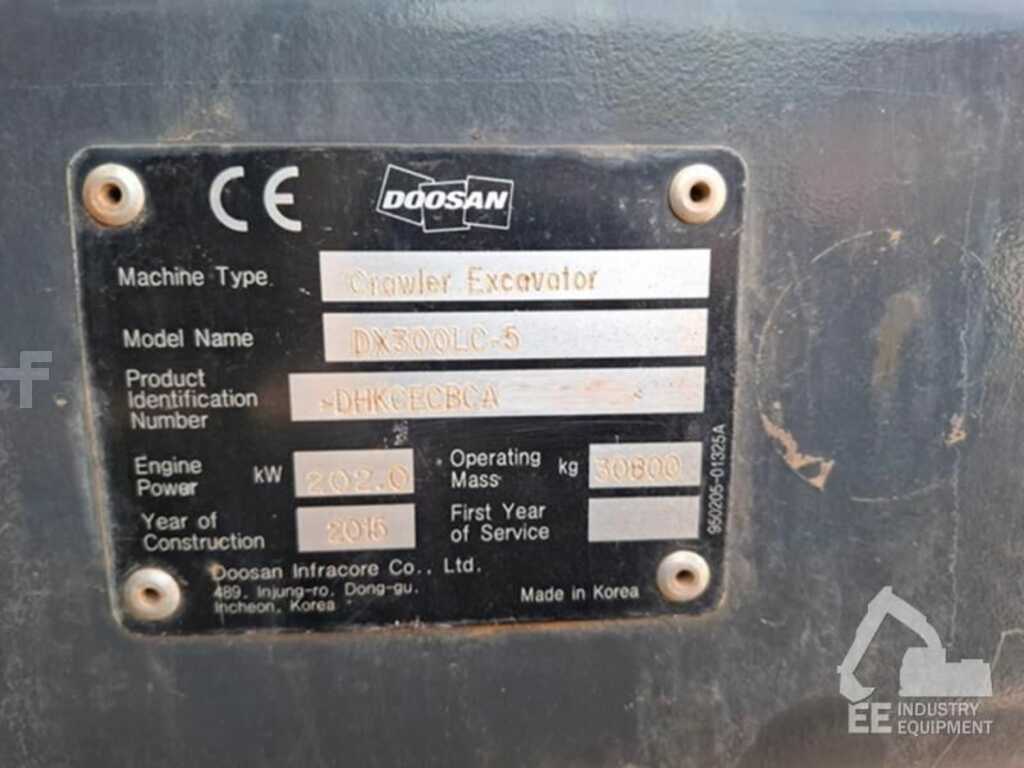 CE DOOSAN
Machine Type Crawler Excavator
Model Name DX300LC-5
Product
Identification
Number
*DHKCECBCA *
Engine
Power kW 202.0
Operating
Mass kg 30800
Year of
Construction 2015
First Year
of Service
Doosan Infracore Co., Ltd.
489, Injung-ro, Dong-gu,
Incheon, Korea
Made in Korea
950205-01325A
EE INDUSTRY
EQUIPMENT